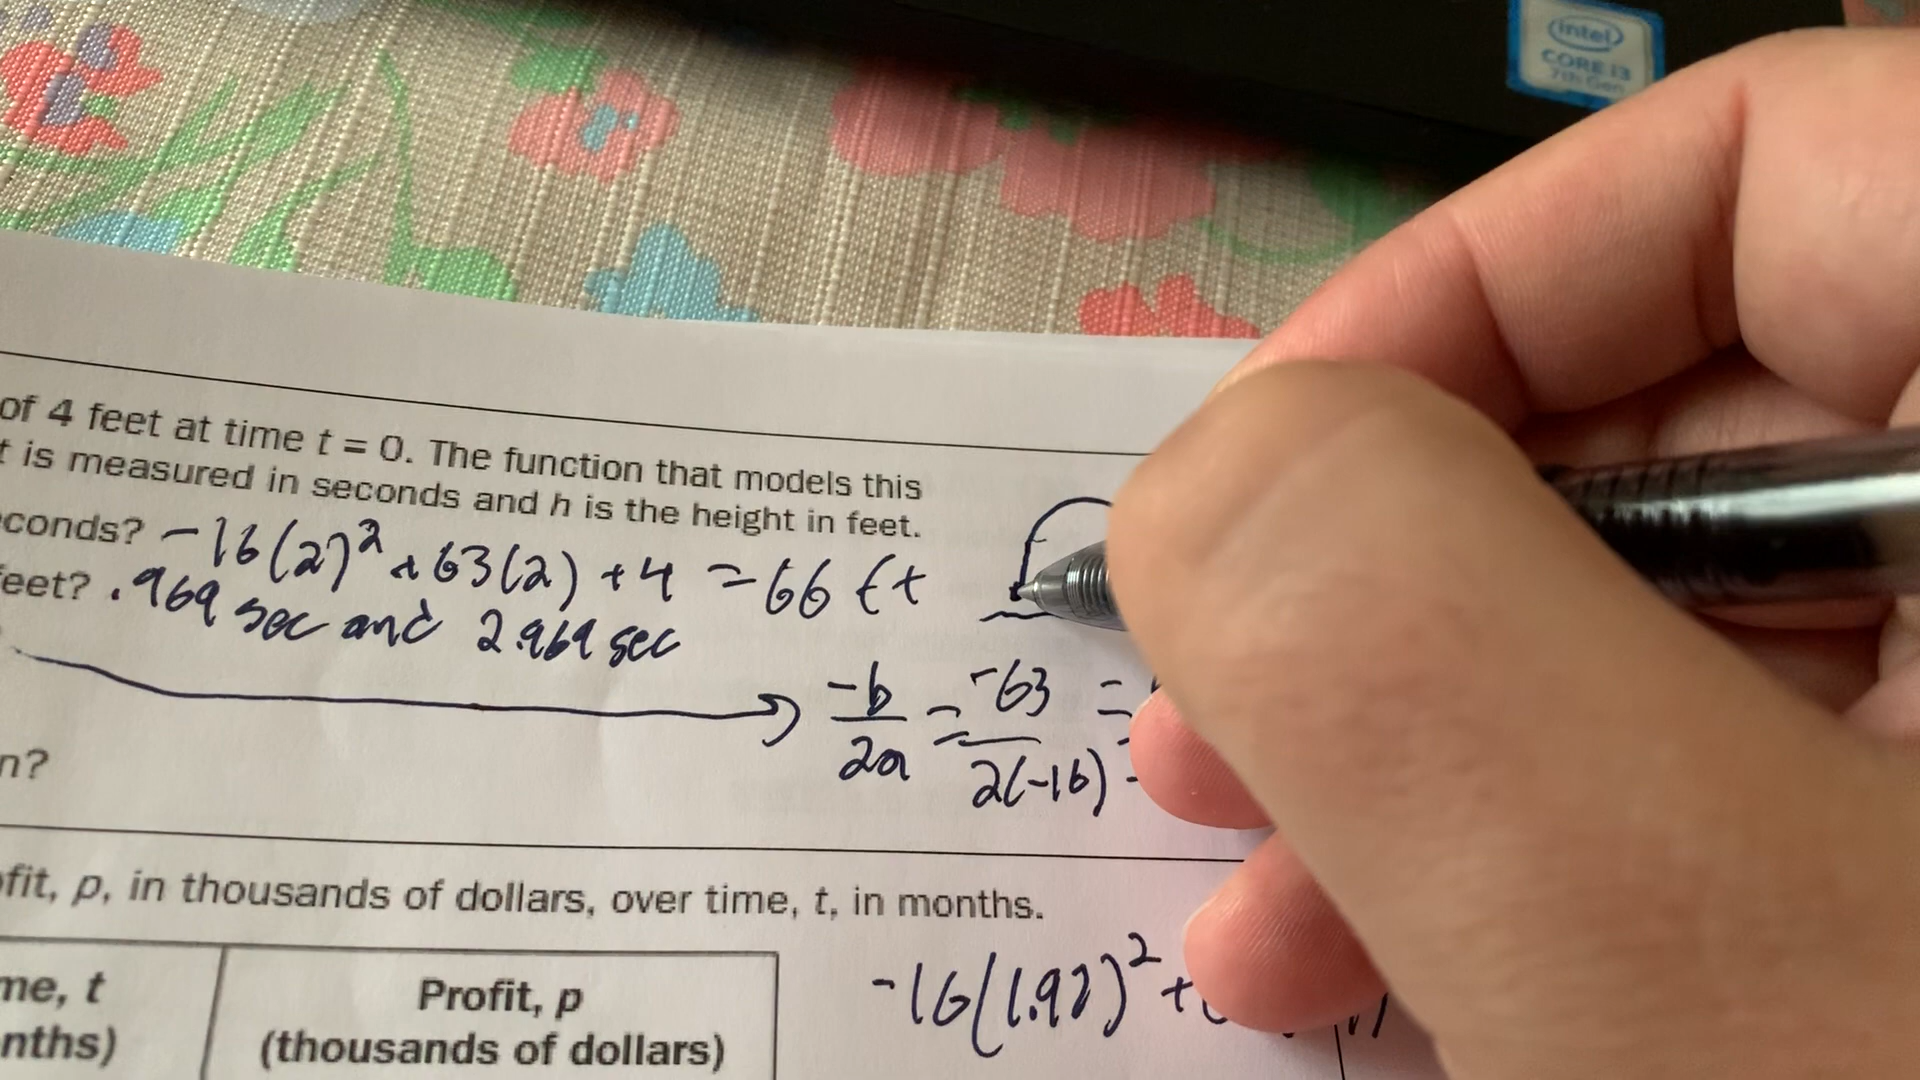 intel
CORE i3
7th Gen
of 4 feet at time t = 0. The function that models this
t is measured in seconds and h is the height in feet.
conds? -16(2)² + 63(2) + 4 = 66 ft
feet? .969 sec and 2.969 sec
-b/2a = -63/2(-16) =
n?
fit, p, in thousands of dollars, over time, t, in months.
me, t
nths)
Profit, p
(thousands of dollars)
-16(1.97)² +